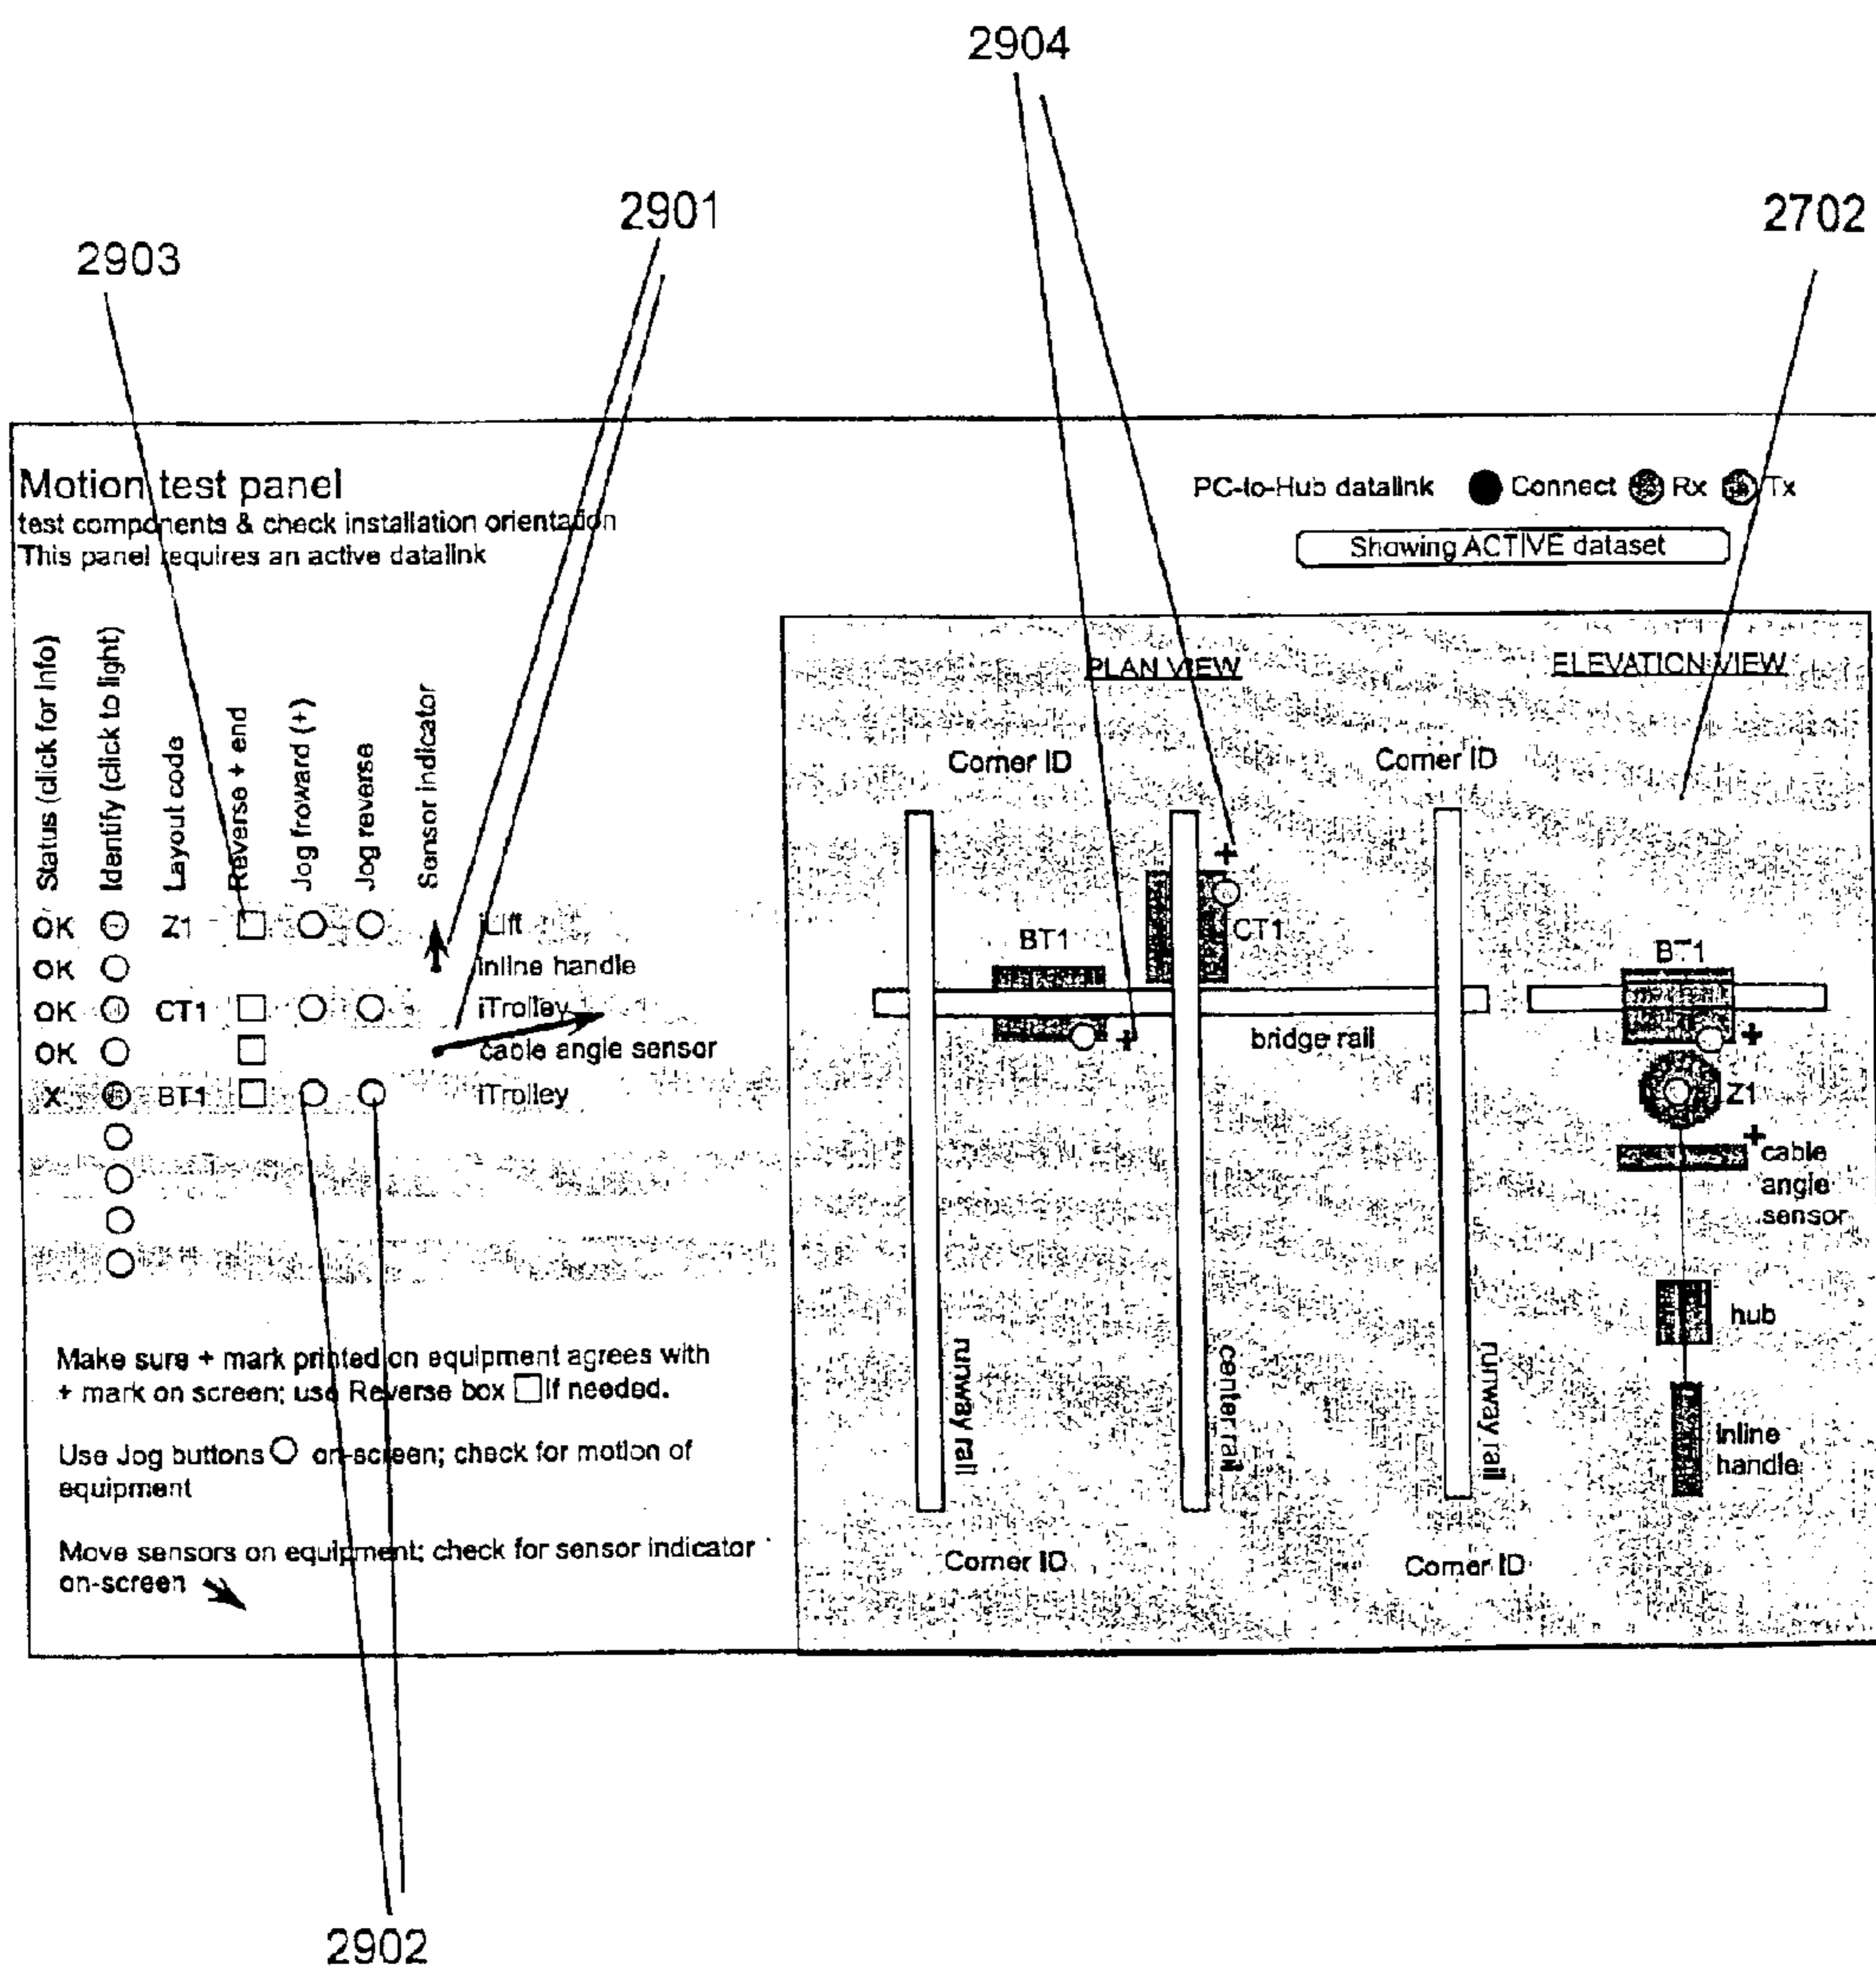 2904
2901
2702
2903
Motion test panel
test components & check installation orientation
This panel requires an active datalink
PC-to-Hub datalink Connect Rx Tx
Showing ACTIVE dataset
Status (click for Info)
Identify (click to light)
Layout code
Reverse + end
Jog froward (+)
Jog reverse
Sensor indicator
OK Z1 iLift
OK inline handle
OK CT1 iTrolley
OK cable angle sensor
X BT1 iTrolley
Make sure + mark printed on equipment agrees with
+ mark on screen; use Reverse box if needed.
Use Jog buttons on-screen; check for motion of
equipment
Move sensors on equipment; check for sensor indicator
on-screen
PLAN VIEW
ELEVATION VIEW
Corner ID
Corner ID
+
CT1
BT1
+
bridge rail
BT1
+
Z1
+
cable
angle
sensor
hub
inline
handle
runway rail
center rail
runway rail
Corner ID
Corner ID
2902